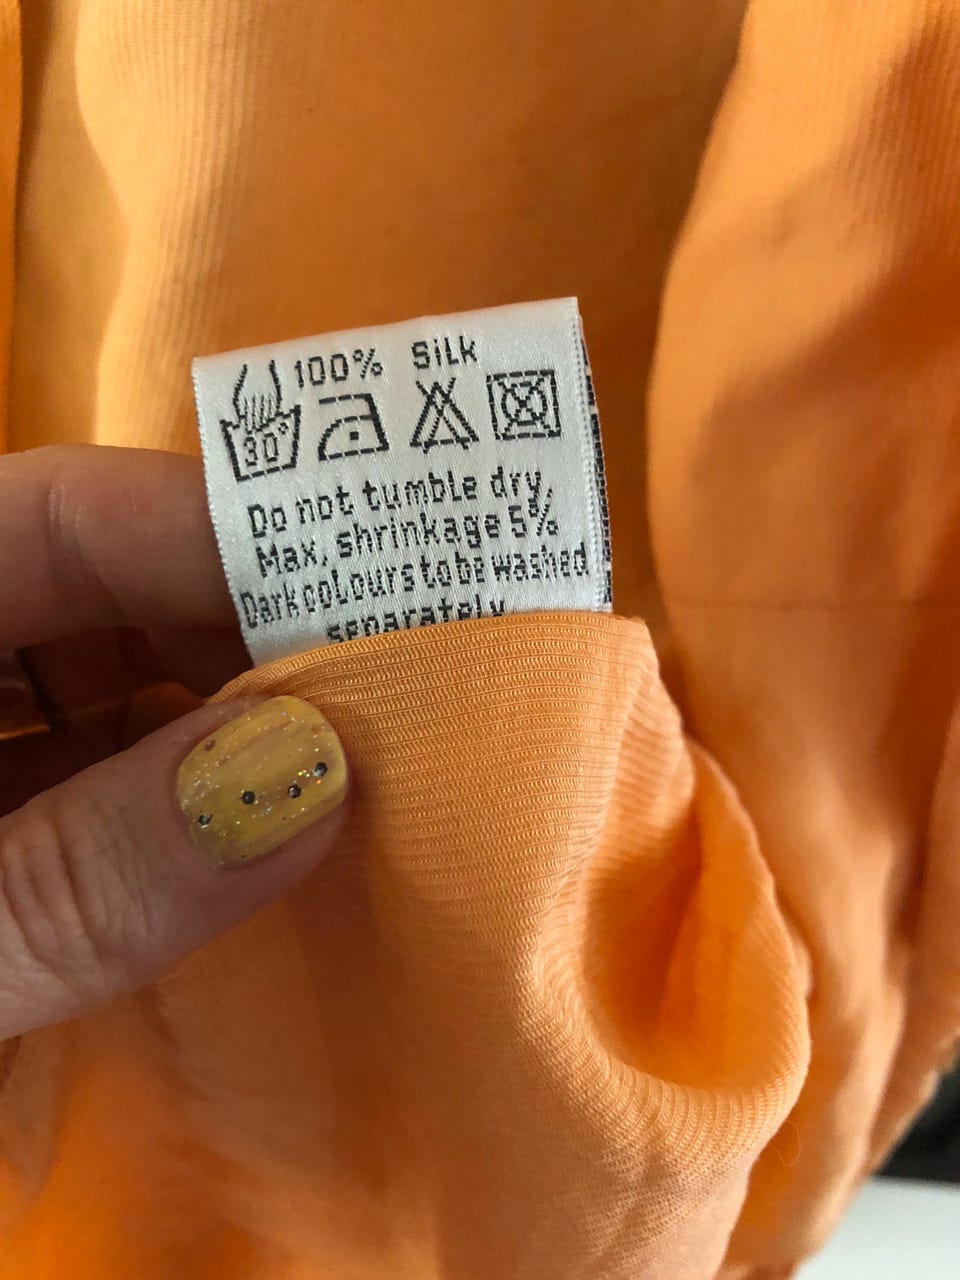 100% Silk
30°
Do not tumble dry,
Max, shrinkage 5%
Dark colours to be washed
separately